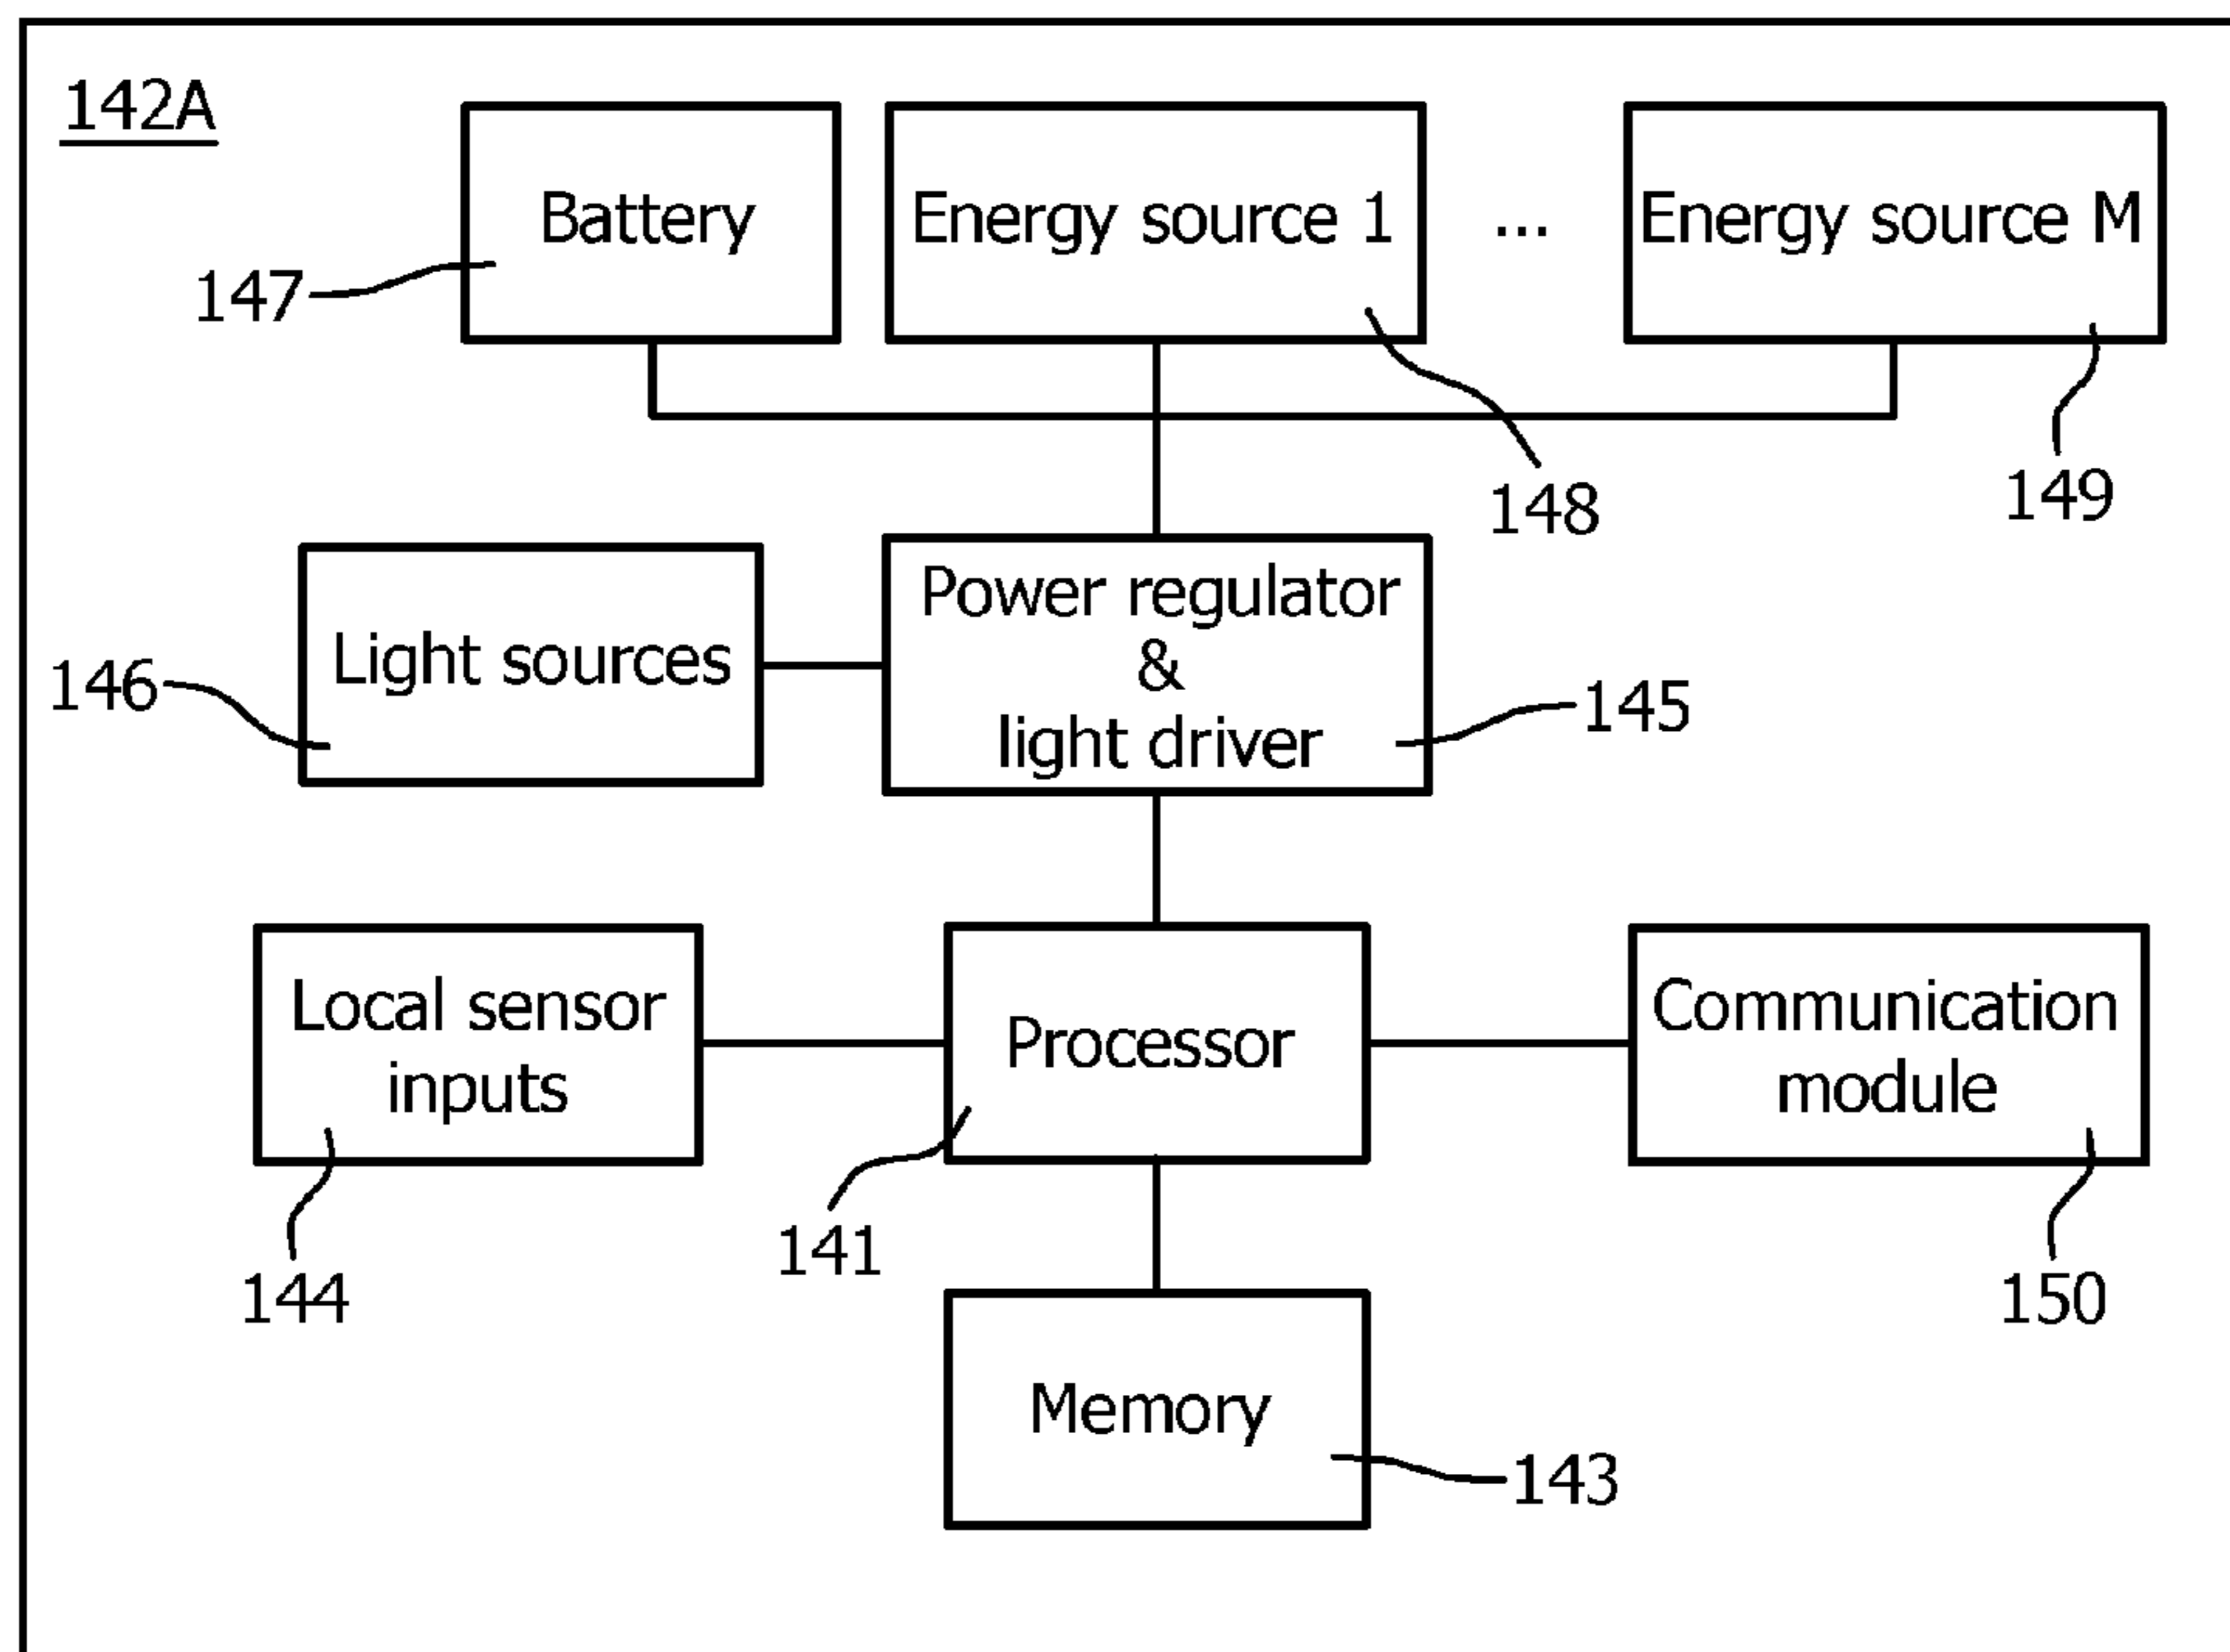 142A
Battery
Energy source 1
...
Energy source M
147
148
149
Light sources
Power regulator
&
light driver
146
145
Local sensor
inputs
Processor
Communication
module
144
141
150
Memory
143